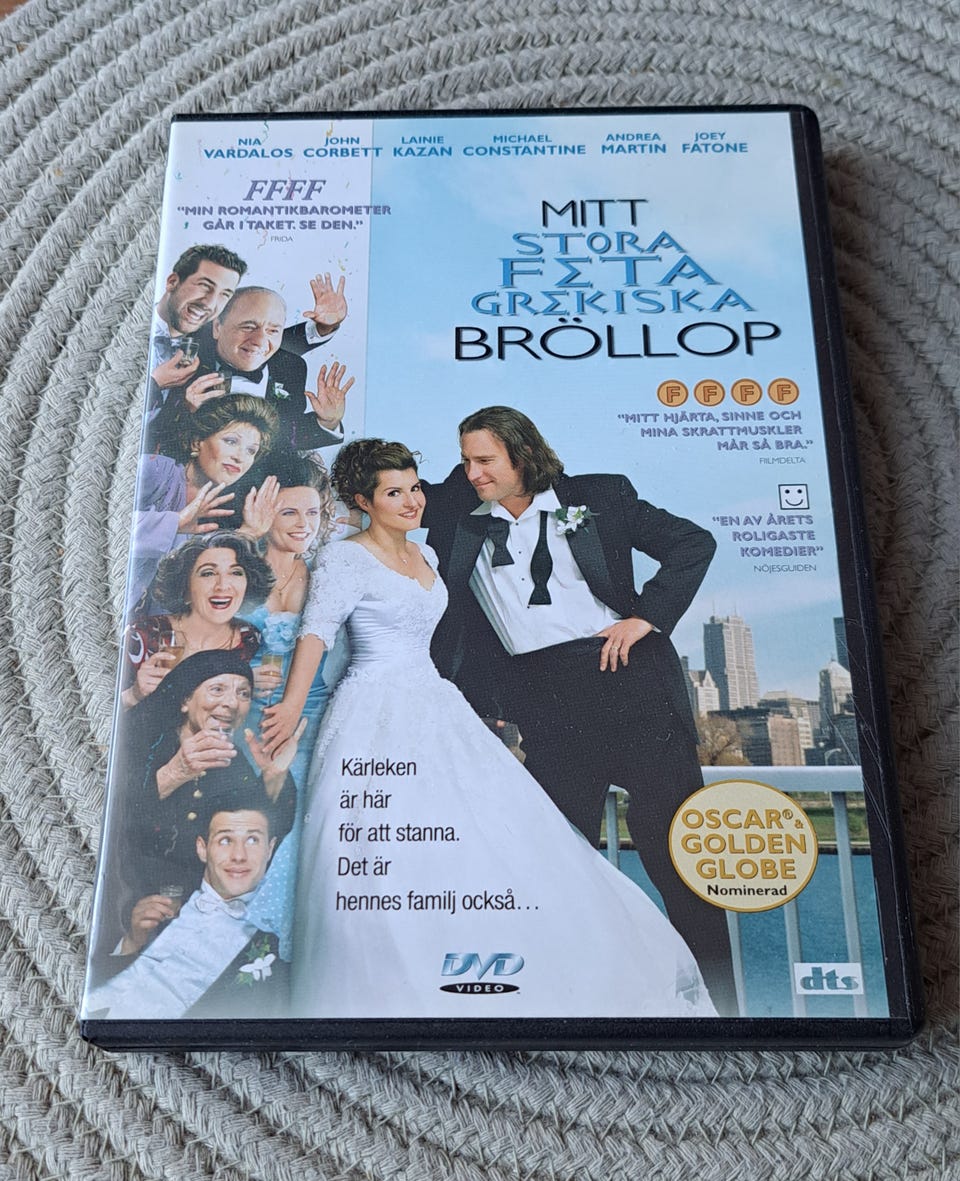 NIA VARDALOS JOHN CORBETT LAINIE KAZAN MICHAEL CONSTANTINE ANDREA MARTIN JOEY FATONE
FFFF
"MIN ROMANTIKBAROMETER
GÅR I TAKET. SE DEN."
FRIDA
MITT
STORA
FETA
GREKISKA
BRÖLLOP
F F F F
"MITT HJÄRTA, SINNE OCH
MINA SKRATTMUSKLER
MÅR SÅ BRA."
FIILMDELTA
"EN AV ÅRETS
ROLIGASTE
KOMEDIER"
NÖJESGUIDEN
Kärleken
är här
för att stanna.
Det är
hennes familj också...
OSCAR® &
GOLDEN
GLOBE
Nominerad
DVD
VIDEO
dts